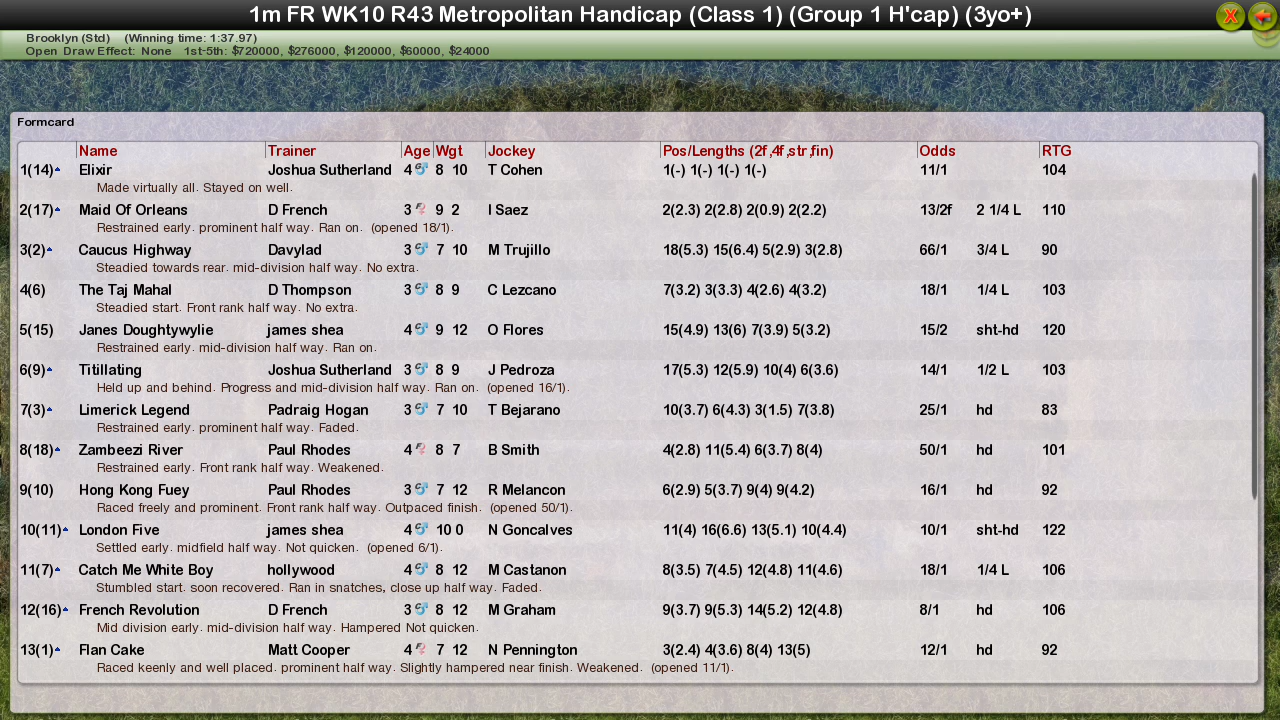 1m FR WK10 R43 Metropolitan Handicap (Class 1) (Group 1 H'cap) (3yo+)
X
Brooklyn (Std) (Winning time: 1:37.97)
Open Draw Effect: None 1st-5th: $720000, $276000, $120000, $60000, $24000
Formcard
Name Trainer Age Wgt Jockey Pos/Lengths (2f,4f,str,fin) Odds RTG
1(14) Elixir Joshua Sutherland 4 8 10 T Cohen 1(-) 1(-) 1(-) 1(-) 11/1 104
Made virtually all. Stayed on well.
2(17) Maid Of Orleans D French 3 9 2 I Saez 2(2.3) 2(2.8) 2(0.9) 2(2.2) 13/2f 2 1/4 L 110
Restrained early. prominent half way. Ran on. (opened 18/1).
3(2) Caucus Highway Davylad 3 7 10 M Trujillo 18(5.3) 15(6.4) 5(2.9) 3(2.8) 66/1 3/4 L 90
Steadied towards rear. mid-division half way. No extra.
4(6) The Taj Mahal D Thompson 3 8 9 C Lezcano 7(3.2) 3(3.3) 4(2.6) 4(3.2) 18/1 1/4 L 103
Steadied start. Front rank half way. No extra.
5(15) Janes Doughtywylie james shea 4 9 12 O Flores 15(4.9) 13(6) 7(3.9) 5(3.2) 15/2 sht-hd 120
Restrained early. mid-division half way. Ran on.
6(9) Titillating Joshua Sutherland 3 8 9 J Pedroza 17(5.3) 12(5.9) 10(4) 6(3.6) 14/1 1/2 L 103
Held up and behind. Progress and mid-division half way. Ran on. (opened 16/1).
7(3) Limerick Legend Padraig Hogan 3 7 10 T Bejarano 10(3.7) 6(4.3) 3(1.5) 7(3.8) 25/1 hd 83
Restrained early. prominent half way. Faded.
8(18) Zambeezi River Paul Rhodes 4 8 7 B Smith 4(2.8) 11(5.4) 6(3.7) 8(4) 50/1 hd 101
Restrained early. Front rank half way. Weakened.
9(10) Hong Kong Fuey Paul Rhodes 3 7 12 R Melancon 6(2.9) 5(3.7) 9(4) 9(4.2) 16/1 hd 92
Raced freely and prominent. Front rank half way. Outpaced finish. (opened 50/1).
10(11) London Five james shea 4 10 0 N Goncalves 11(4) 16(6.6) 13(5.1) 10(4.4) 10/1 sht-hd 122
Settled early. midfield half way. Not quicken. (opened 6/1).
11(7) Catch Me White Boy hollywood 4 8 12 M Castanon 8(3.5) 7(4.5) 12(4.8) 11(4.6) 18/1 1/4 L 106
Stumbled start. soon recovered. Ran in snatches, close up half way. Faded.
12(16) French Revolution D French 3 8 12 M Graham 9(3.7) 9(5.3) 14(5.2) 12(4.8) 8/1 hd 106
Mid division early. mid-division half way. Hampered Not quicken.
13(1) Flan Cake Matt Cooper 4 7 12 N Pennington 3(2.4) 4(3.6) 8(4) 13(5) 12/1 hd 92
Raced keenly and well placed. prominent half way. Slightly hampered near finish. Weakened. (opened 11/1).